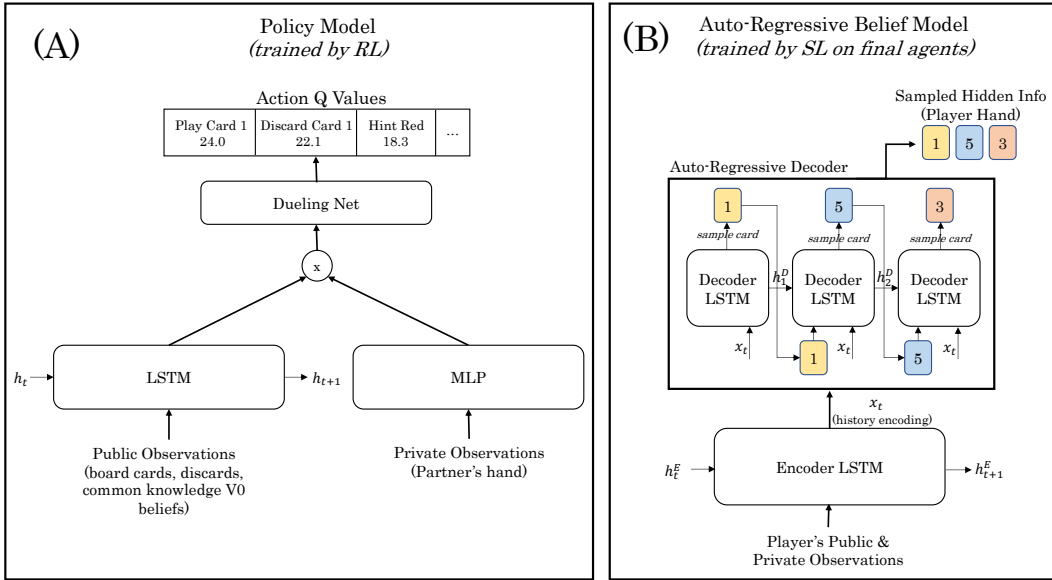 (A)
Policy Model
(trained by RL)
Action Q Values
Play Card 1
24.0
Discard Card 1
22.1
Hint Red
18.3
...
Dueling Net
x
h_t
LSTM
h_{t+1}
MLP
Public Observations
(board cards, discards,
common knowledge V0
beliefs)
Private Observations
(Partner's hand)
(B)
Auto-Regressive Belief Model
(trained by SL on final agents)
Sampled Hidden Info
(Player Hand)
1 5 3
Auto-Regressive Decoder
1 5 3
sample card sample card sample card
Decoder
LSTM
h_1^D
Decoder
LSTM
h_2^D
Decoder
LSTM
x_t x_t x_t
1 5
x_t
(history encoding)
h_t^E
Encoder LSTM
h_{t+1}^E
Player's Public &
Private Observations